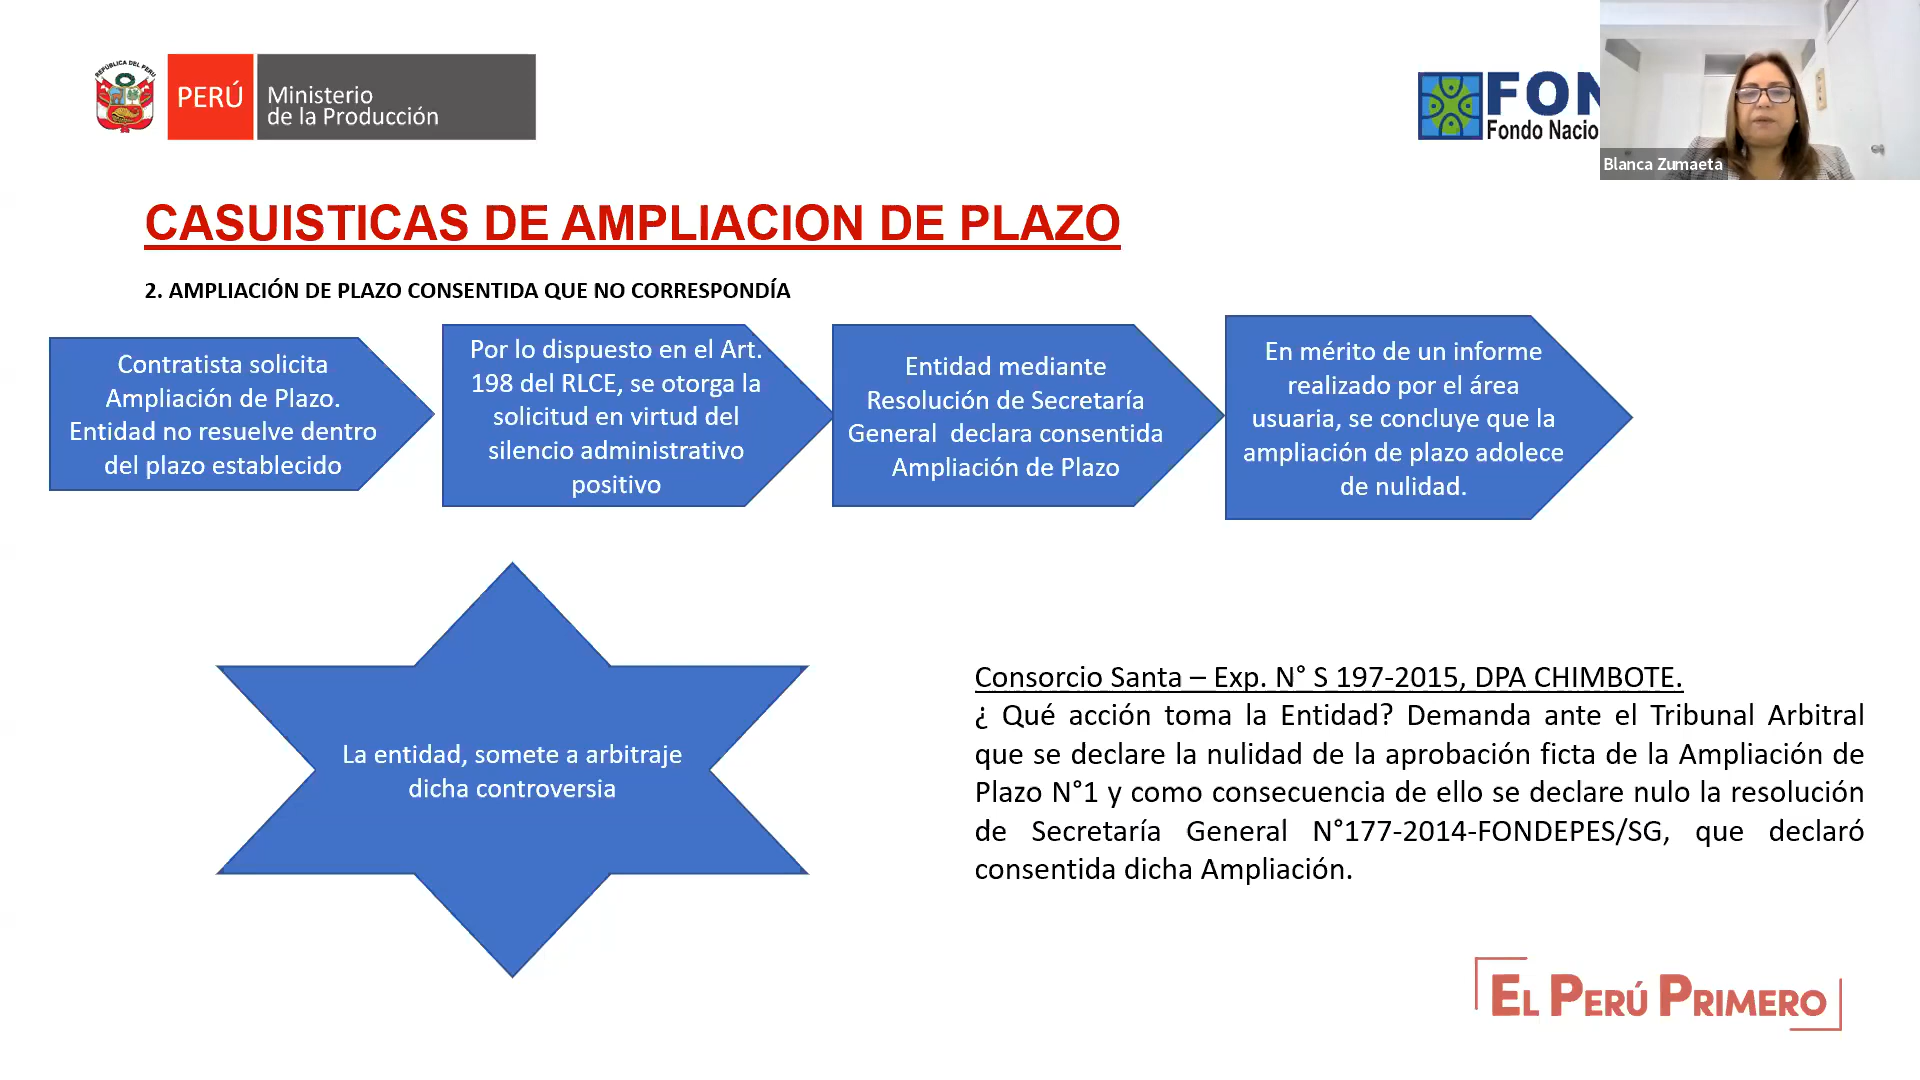 REPÚBLICA DEL PERÚ
PERÚ
Ministerio
de la Producción
FON
Fondo Nacio
Blanca Zumaeta
CASUISTICAS DE AMPLIACION DE PLAZO
2. AMPLIACIÓN DE PLAZO CONSENTIDA QUE NO CORRESPONDÍA
Contratista solicita
Ampliación de Plazo.
Entidad no resuelve dentro
del plazo establecido
Por lo dispuesto en el Art.
198 del RLCE, se otorga la
solicitud en virtud del
silencio administrativo
positivo
Entidad mediante
Resolución de Secretaría
General declara consentida
Ampliación de Plazo
En mérito de un informe
realizado por el área
usuaria, se concluye que la
ampliación de plazo adolece
de nulidad.
La entidad, somete a arbitraje
dicha controversia
Consorcio Santa – Exp. N° S 197-2015, DPA CHIMBOTE.
¿ Qué acción toma la Entidad? Demanda ante el Tribunal Arbitral
que se declare la nulidad de la aprobación ficta de la Ampliación de
Plazo N°1 y como consecuencia de ello se declare nulo la resolución
de Secretaría General N°177-2014-FONDEPES/SG, que declaró
consentida dicha Ampliación.
EL PERÚ PRIMERO